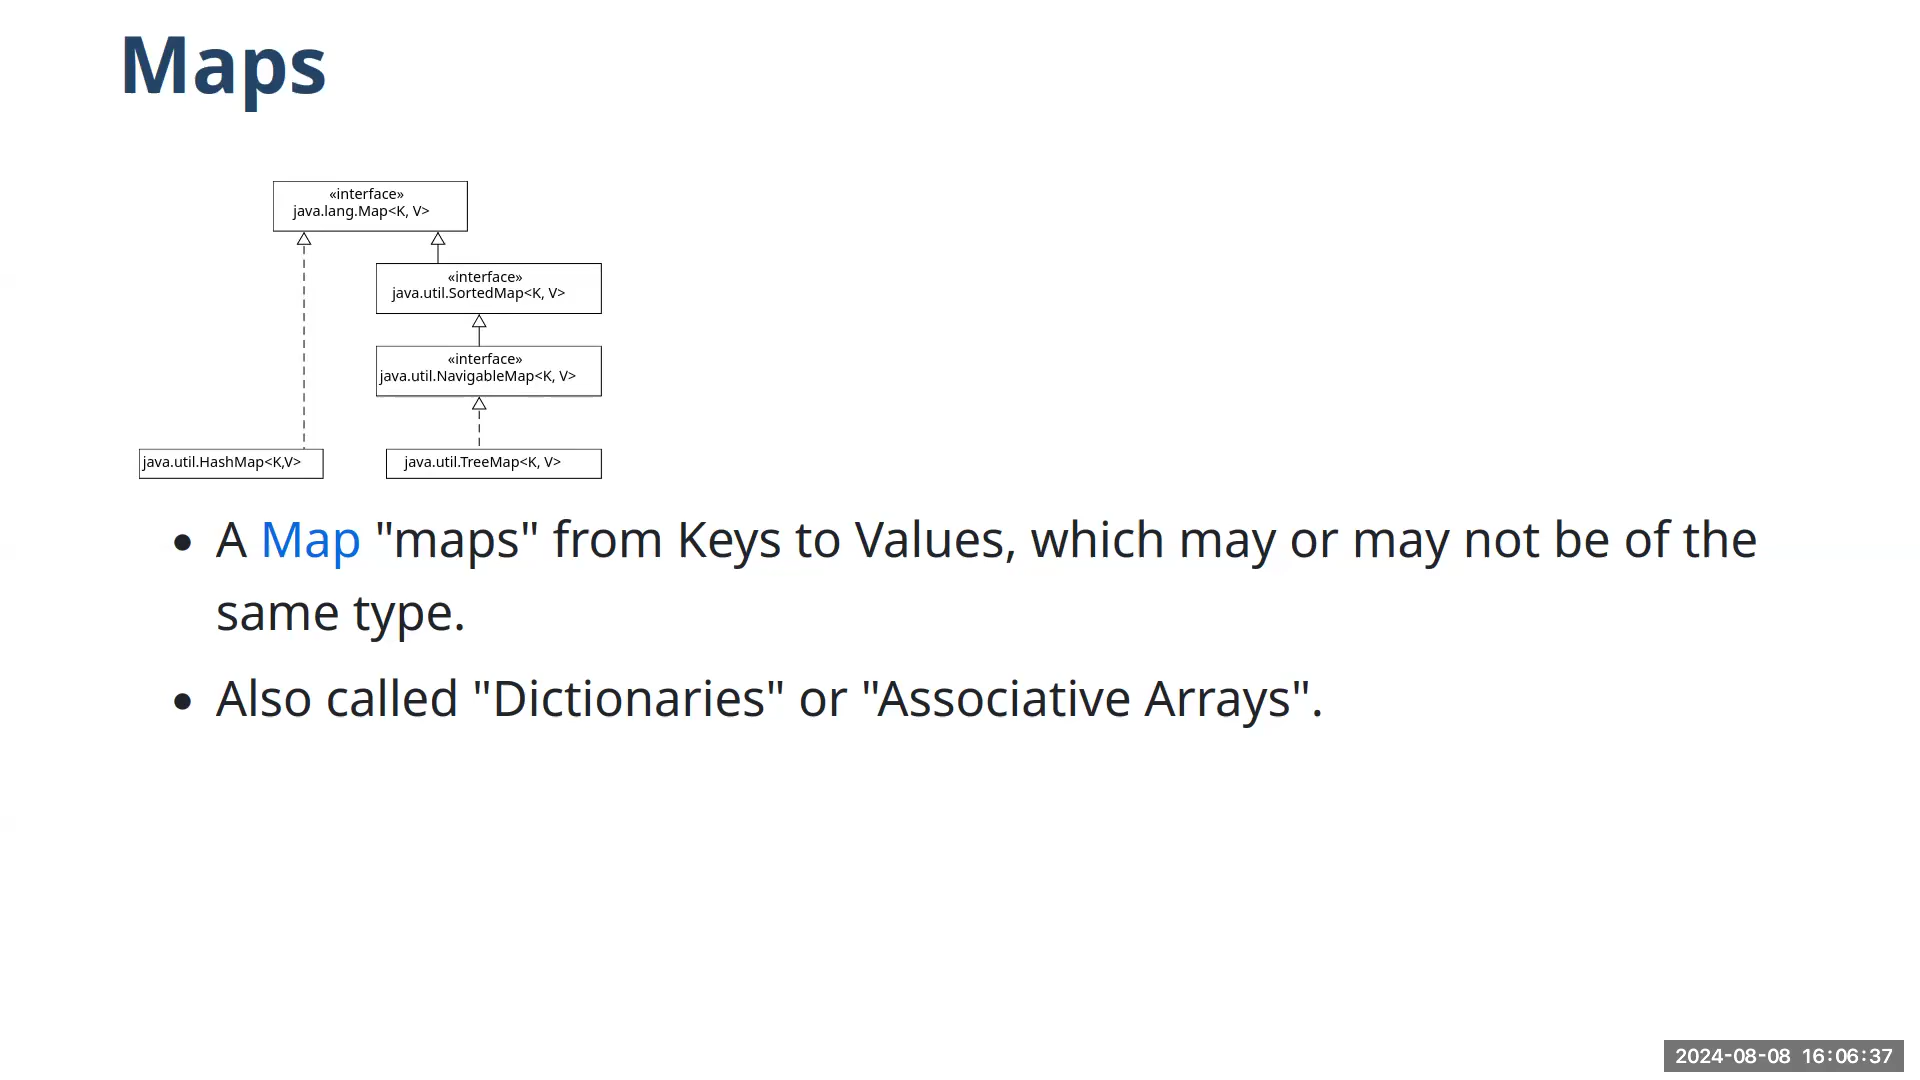 Maps
«interface»
java.lang.Map<K, V>
«interface»
java.util.SortedMap<K, V>
«interface»
java.util.NavigableMap<K, V>
java.util.HashMap<K,V>
java.util.TreeMap<K, V>
• A Map "maps" from Keys to Values, which may or may not be of the
same type.
• Also called "Dictionaries" or "Associative Arrays".
2024-08-08 16:06:37